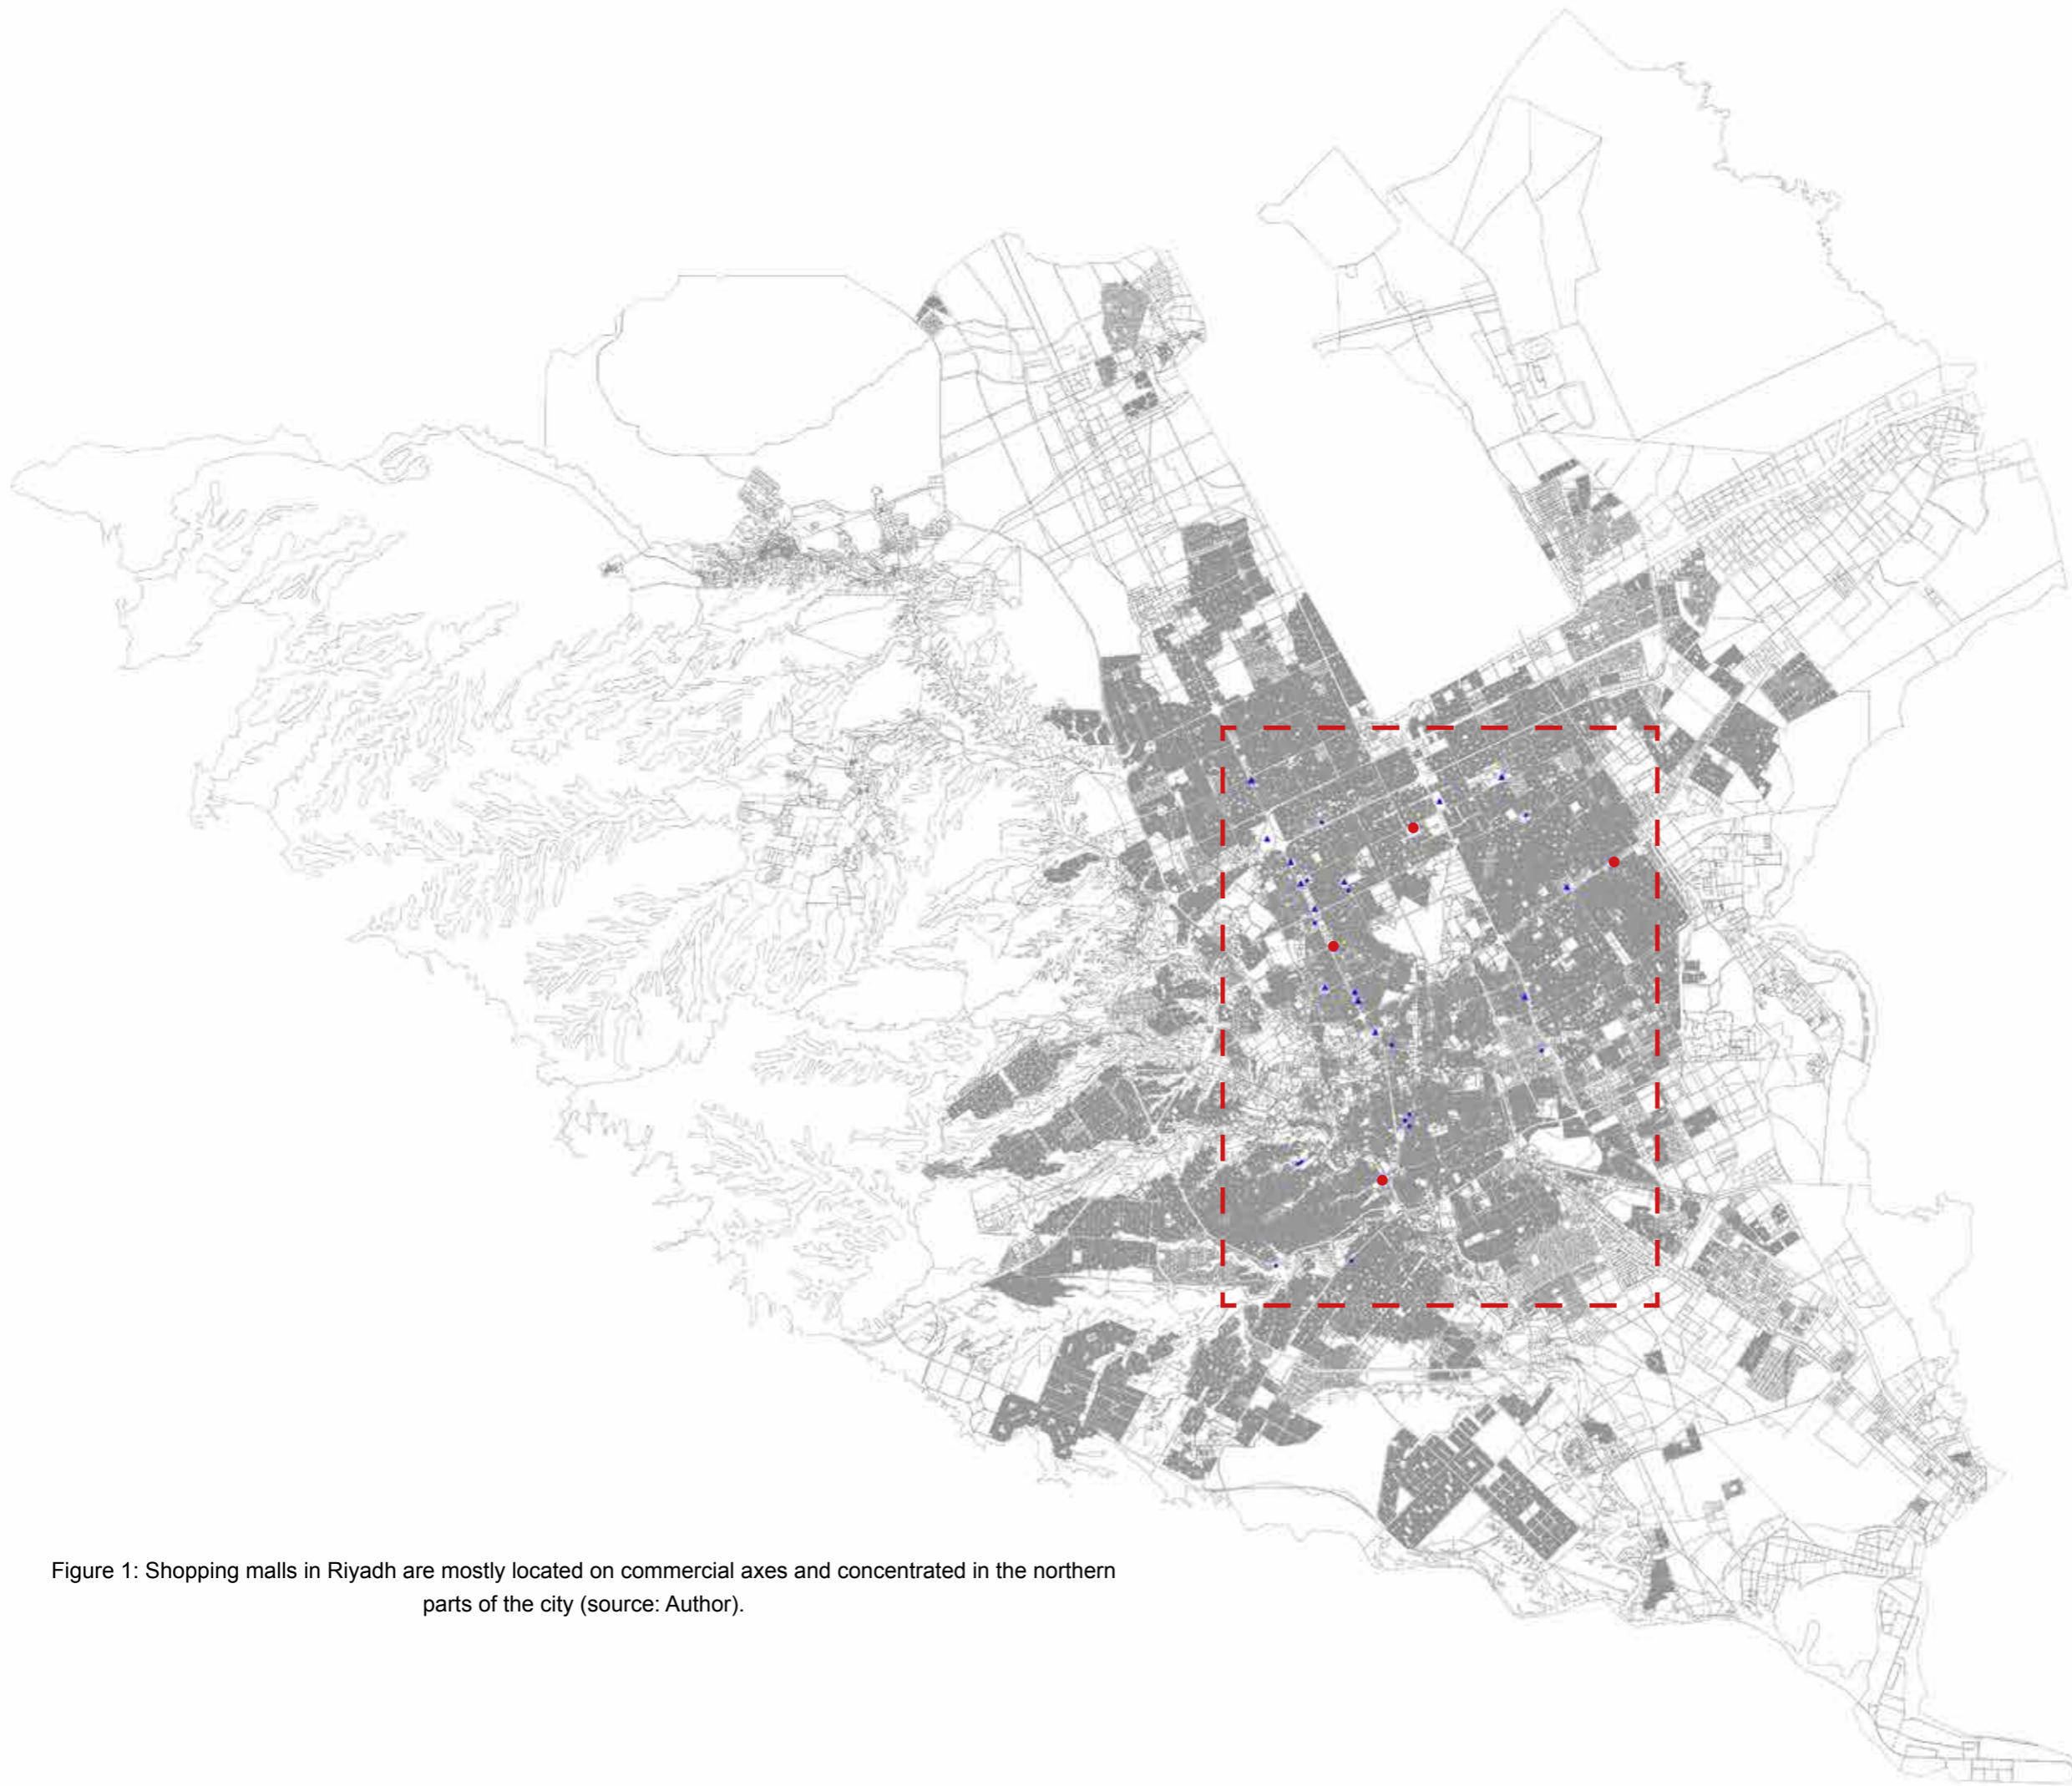 Figure 1: Shopping malls in Riyadh are mostly located on commercial axes and concentrated in the northern
parts of the city (source: Author).